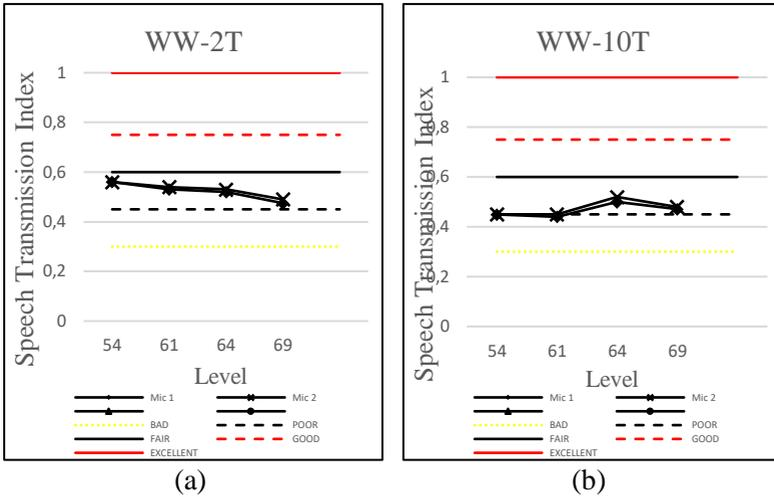 WW-2T
Speech Transmission Index
1
0,8
0,6
0,4
0,2
0
54 61 64 69
Level
Mic 1 Mic 2
BAD POOR
FAIR GOOD
EXCELLENT
(a)
WW-10T
Speech Transmission Index
1
0,8
0,6
0,4
0,2
0
54 61 64 69
Level
Mic 1 Mic 2
BAD POOR
FAIR GOOD
EXCELLENT
(b)